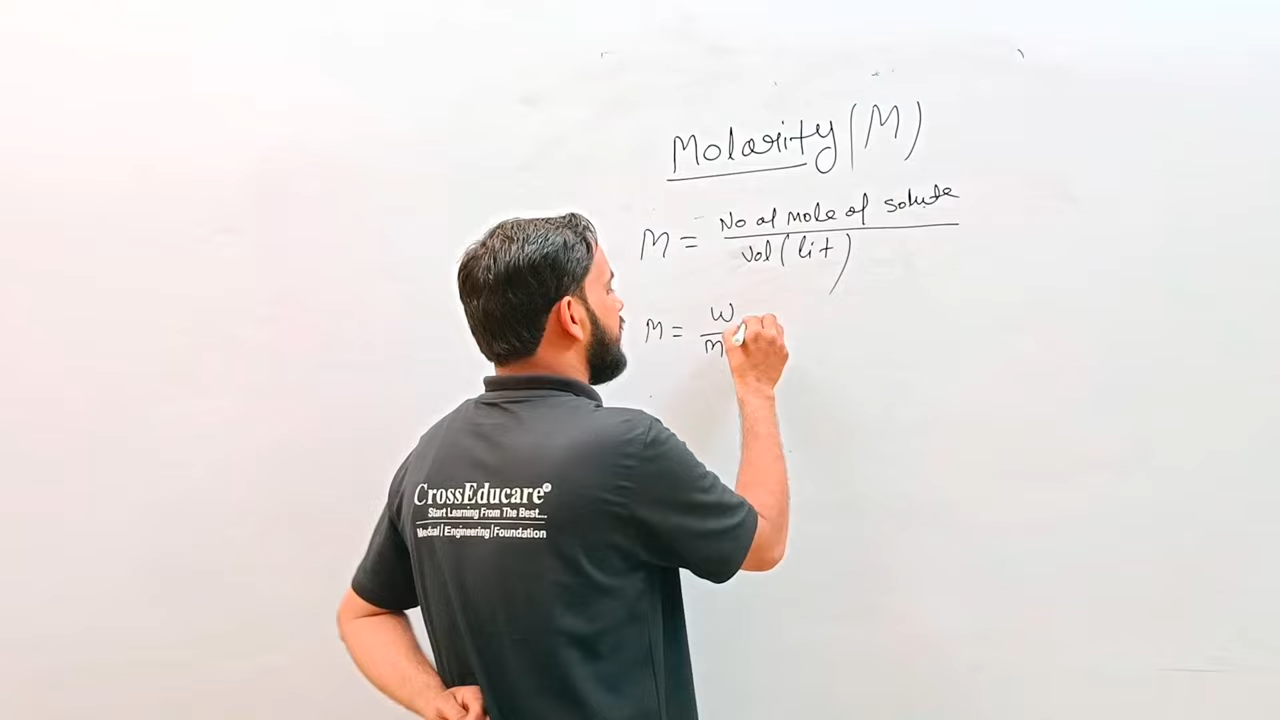 Molarity (M)
M = No of mole of solute
vol (lit)
M = W
m
CrossEducare®
Start Learning From The Best...
Medical|Engineering|Foundation